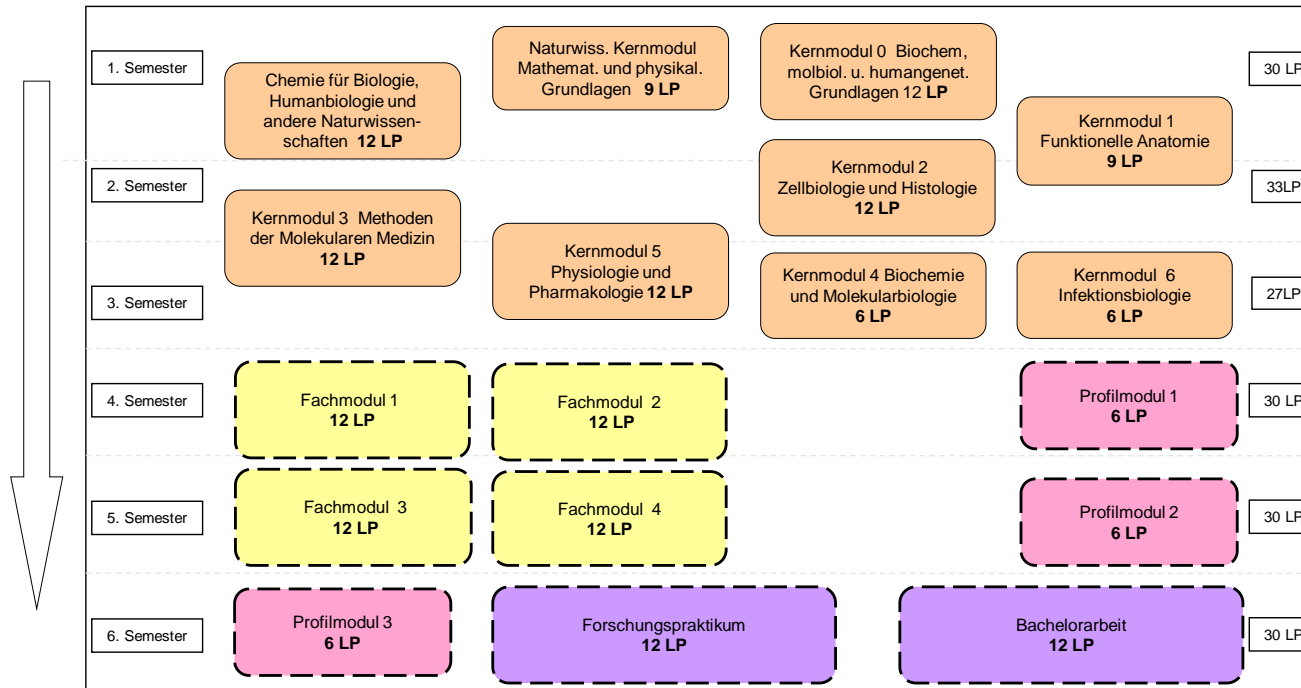 1. Semester
Chemie für Biologie,
Humanbiologie und
andere Naturwissen-
schaften 12 LP
Naturwiss. Kernmodul
Mathemat. und physikal.
Grundlagen 9 LP
Kernmodul 0 Biochem,
molbiol. u. humangenet.
Grundlagen 12 LP
Kernmodul 1
Funktionelle Anatomie
9 LP
30 LP
2. Semester
Kernmodul 3 Methoden
der Molekularen Medizin
12 LP
Kernmodul 2
Zellbiologie und Histologie
12 LP
33LP
3. Semester
Kernmodul 5
Physiologie und
Pharmakologie 12 LP
Kernmodul 4 Biochemie
und Molekularbiologie
6 LP
Kernmodul 6
Infektionsbiologie
6 LP
27LP
4. Semester
Fachmodul 1
12 LP
Fachmodul 2
12 LP
Profilmodul 1
6 LP
30 LP
5. Semester
Fachmodul 3
12 LP
Fachmodul 4
12 LP
Profilmodul 2
6 LP
30 LP
6. Semester
Profilmodul 3
6 LP
Forschungspraktikum
12 LP
Bachelorarbeit
12 LP
30 LP